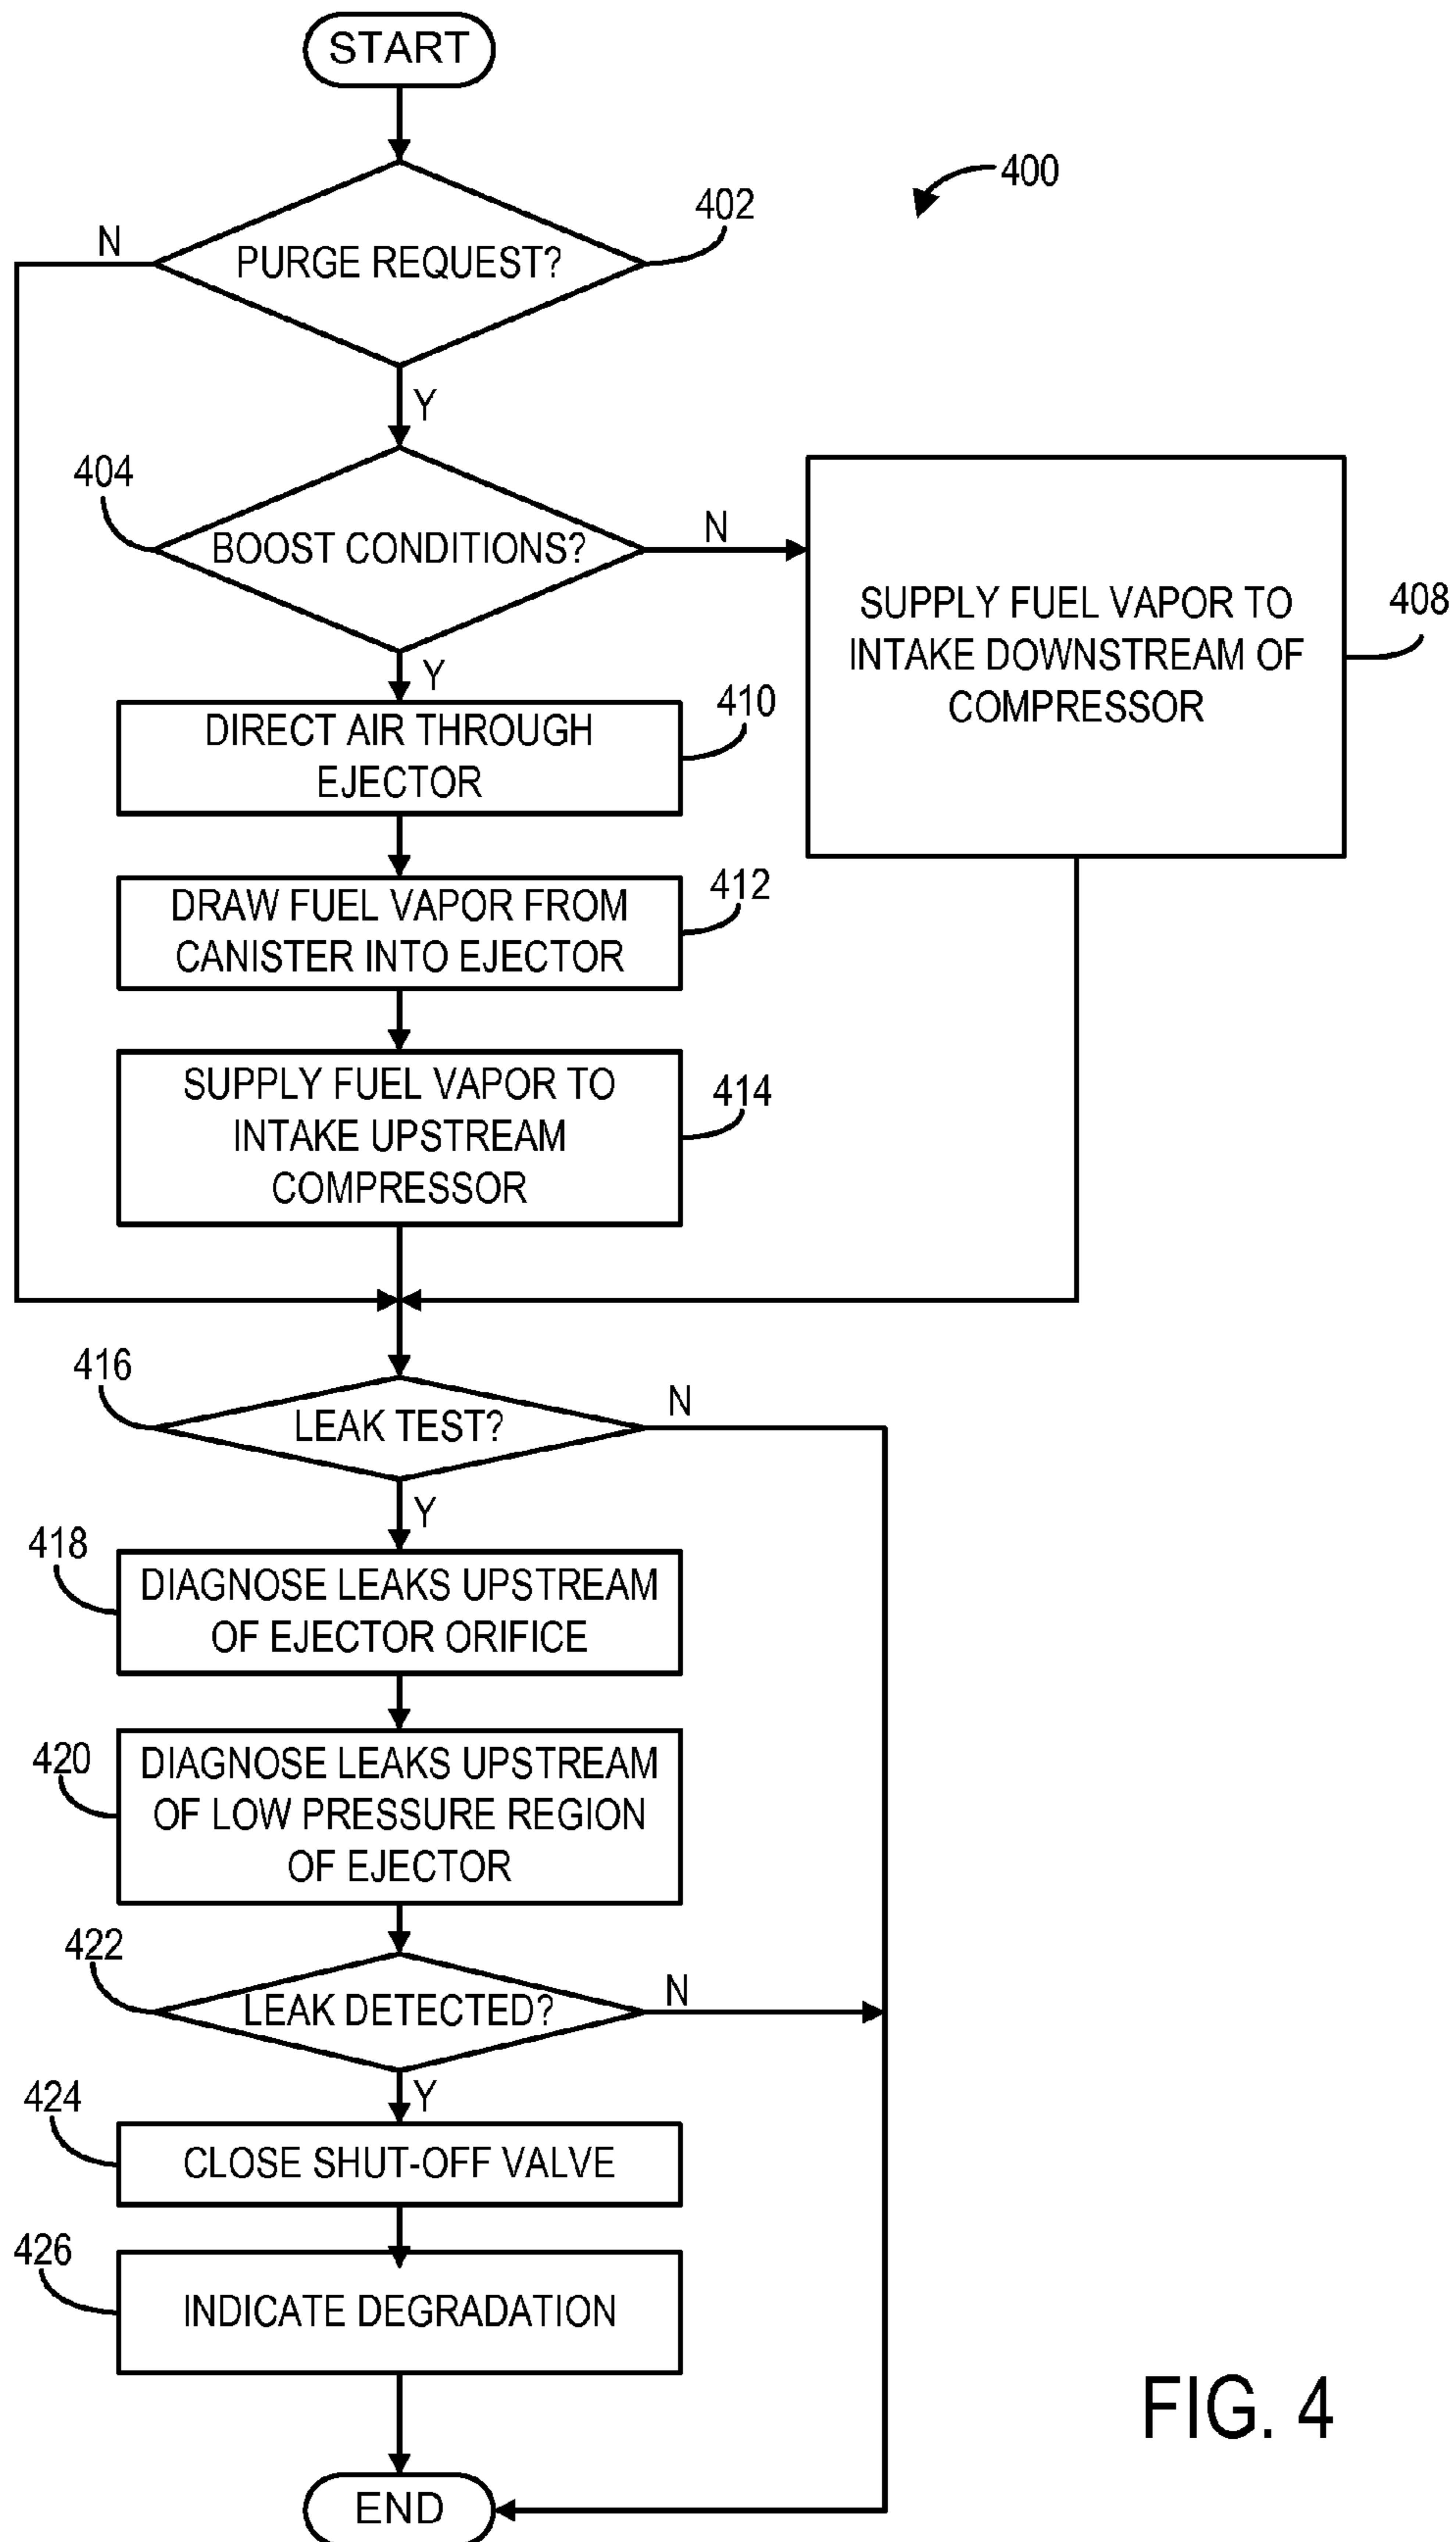 START
400
402
N
PURGE REQUEST?
Y
404
BOOST CONDITIONS?
N
SUPPLY FUEL VAPOR TO
INTAKE DOWNSTREAM OF
COMPRESSOR
408
Y
410
DIRECT AIR THROUGH
EJECTOR
412
DRAW FUEL VAPOR FROM
CANISTER INTO EJECTOR
414
SUPPLY FUEL VAPOR TO
INTAKE UPSTREAM
COMPRESSOR
416
LEAK TEST?
N
Y
418
DIAGNOSE LEAKS UPSTREAM
OF EJECTOR ORIFICE
420
DIAGNOSE LEAKS UPSTREAM
OF LOW PRESSURE REGION
OF EJECTOR
422
LEAK DETECTED?
N
Y
424
CLOSE SHUT-OFF VALVE
426
INDICATE DEGRADATION
END
FIG. 4